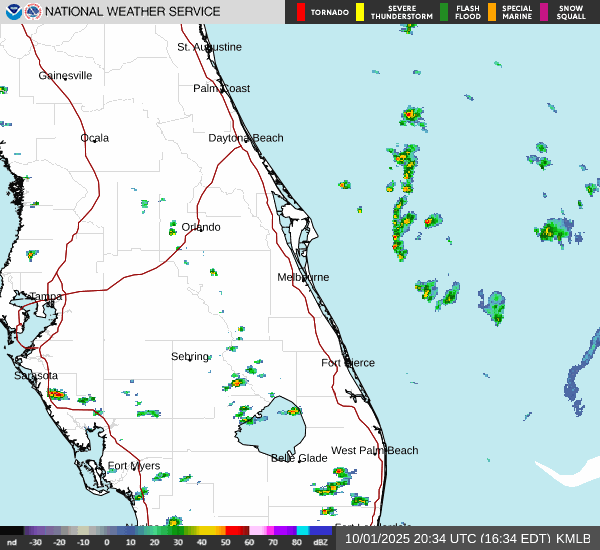 NATIONAL WEATHER SERVICE
TORNADO
SEVERE THUNDERSTORM
FLASH FLOOD
SPECIAL MARINE
SNOW SQUALL
St. Augustine
Gainesville
Palm Coast
Ocala
Daytona Beach
Orlando
Melbourne
Tampa
Sebring
Fort Pierce
Sarasota
West Palm Beach
Belle Glade
Fort Myers
nd -30 -20 -10 0 10 20 30 40 50 60 70 80 dBZ
10/01/2025 20:34 UTC (16:34 EDT) KMLB